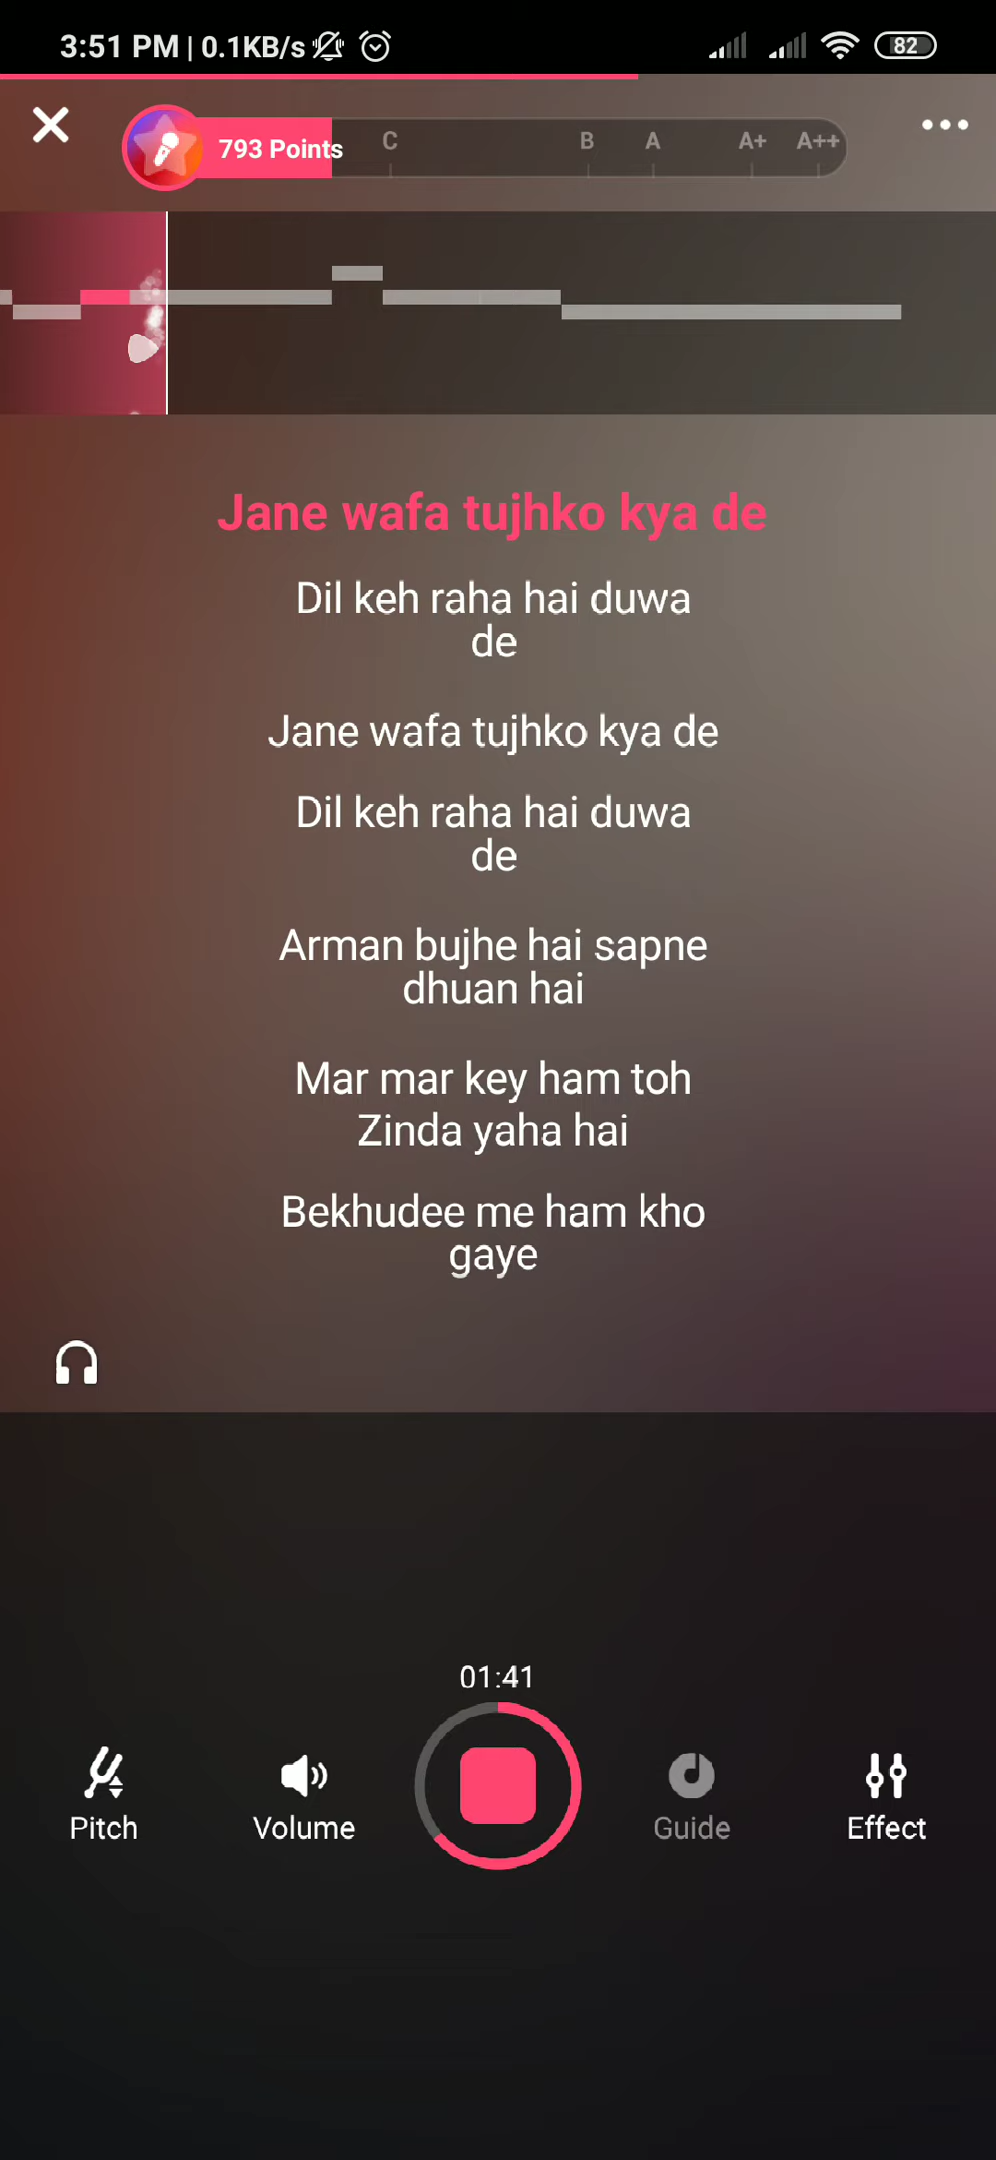 3:51 PM | 0.1KB/s 82
793 Points C B A A+ A++
Jane wafa tujhko kya de
Dil keh raha hai duwa
de
Jane wafa tujhko kya de
Dil keh raha hai duwa
de
Arman bujhe hai sapne
dhuan hai
Mar mar key ham toh
Zinda yaha hai
Bekhudee me ham kho
gaye
01:41
Pitch Volume Guide Effect